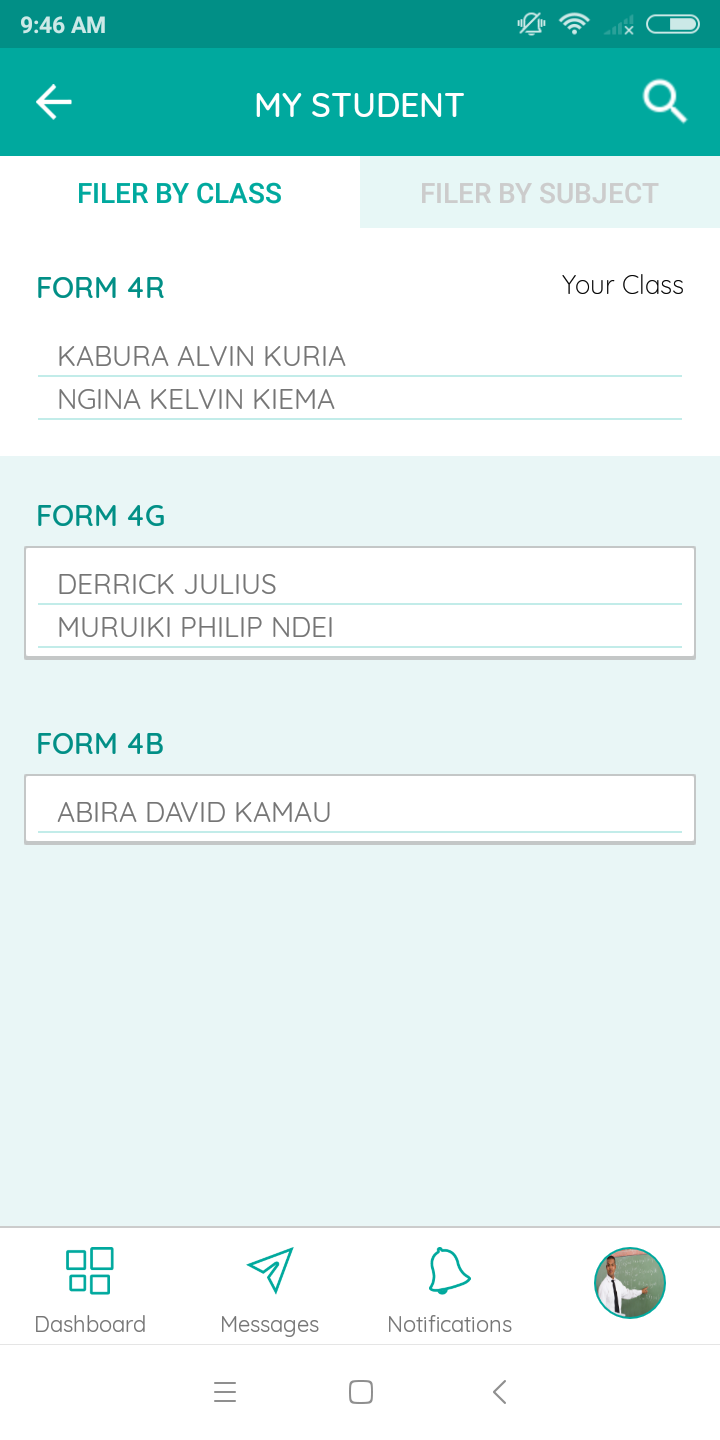 9:46 AM
MY STUDENT
FILER BY CLASS
FILER BY SUBJECT
FORM 4R
Your Class
KABURA ALVIN KURIA
NGINA KELVIN KIEMA
FORM 4G
DERRICK JULIUS
MURUIKI PHILIP NDEI
FORM 4B
ABIRA DAVID KAMAU
Dashboard
Messages
Notifications